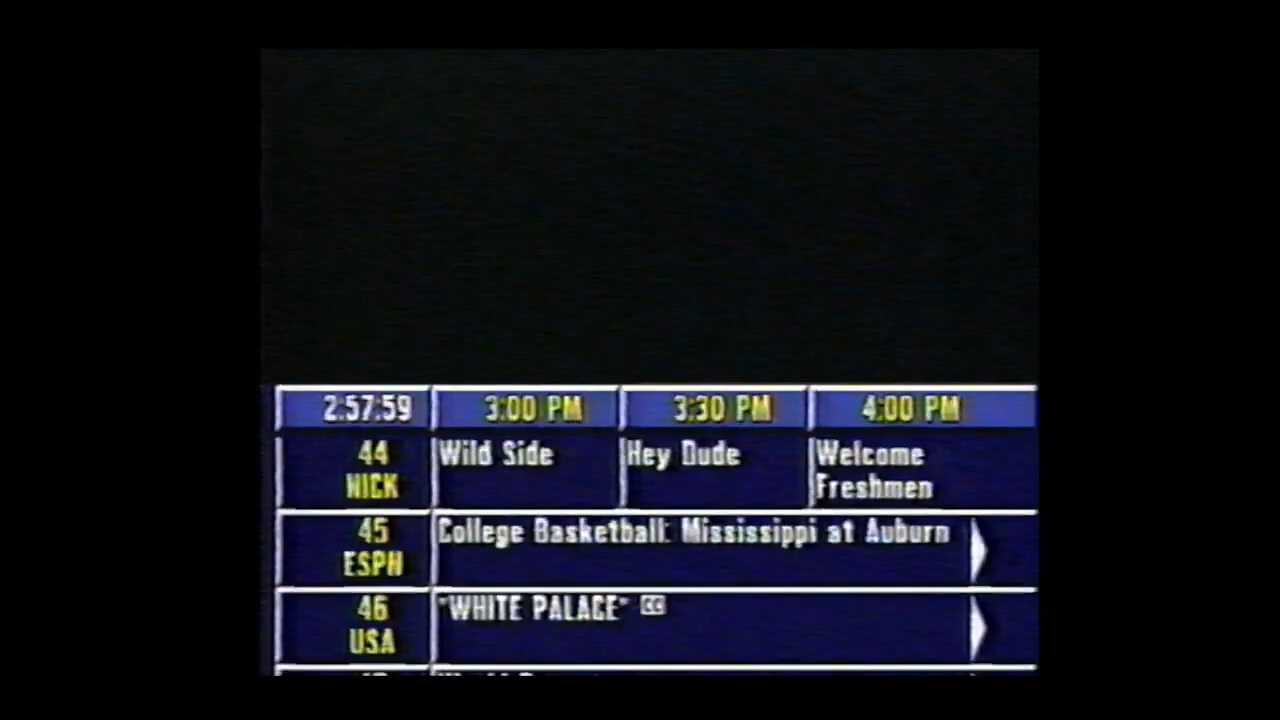 2:57:59 3:00 PM 3:30 PM 4:00 PM
44 Wild Side Hey Dude Welcome
NICK Freshmen
45 College Basketball: Mississippi at Auburn
ESPN
46 "WHITE PALACE" CC
USA